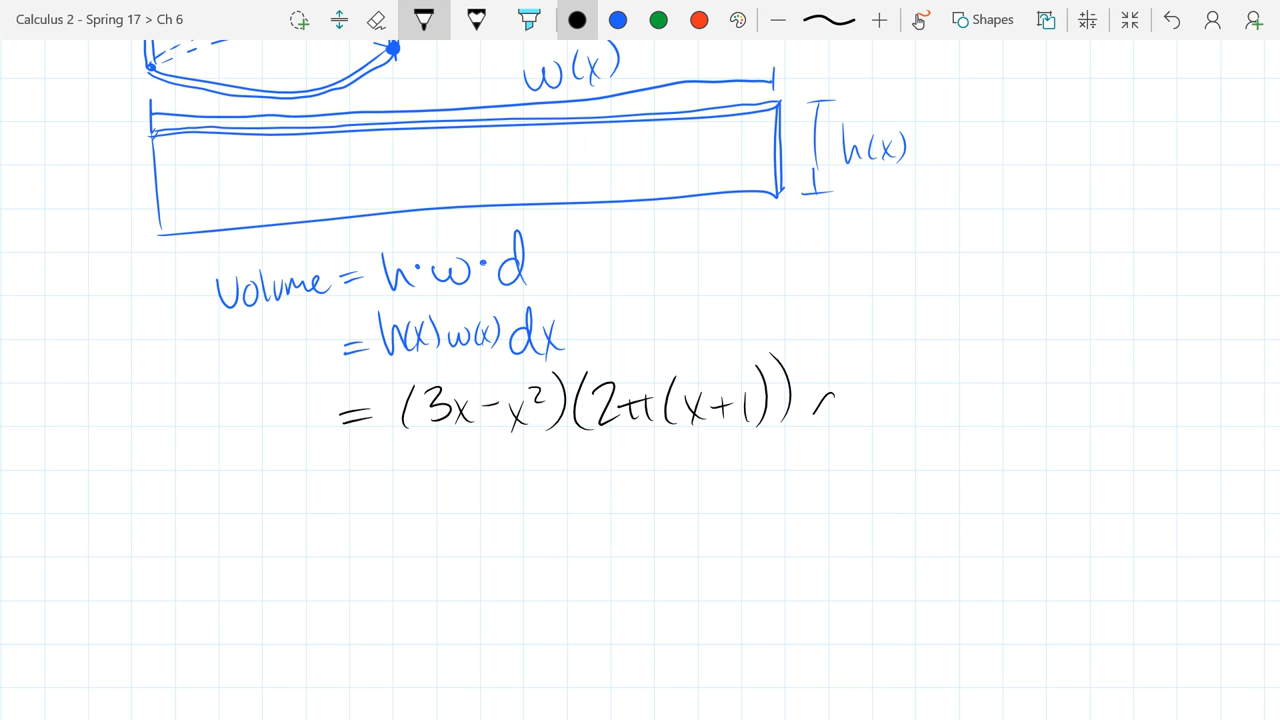 Calculus 2 - Spring 17 > Ch 6
Shapes
w(x)
h(x)
Volume = h · w · d
= h(x) w(x) dx
= (3x - x²)(2π(x+1))